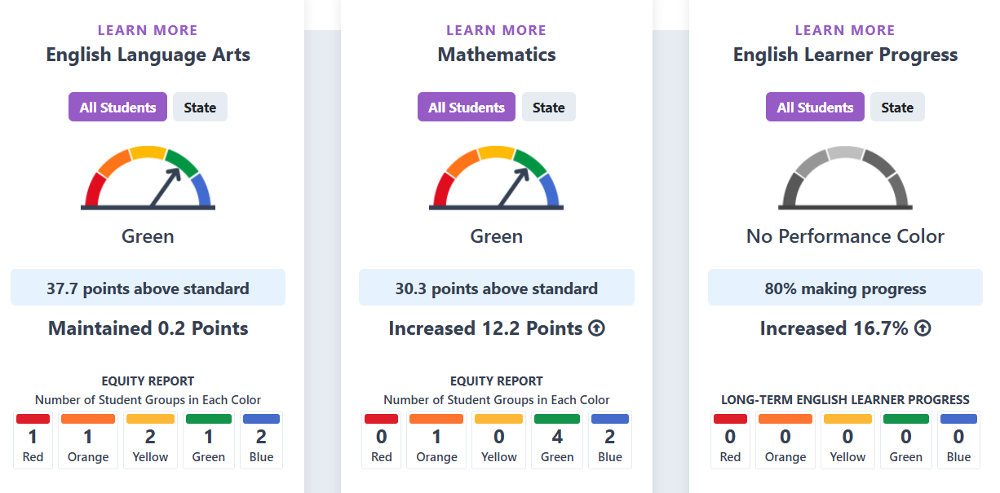 LEARN MORE
English Language Arts
All Students State
Green
37.7 points above standard
Maintained 0.2 Points
EQUITY REPORT
Number of Student Groups in Each Color
1 1 2 1 2
Red Orange Yellow Green Blue
LEARN MORE
Mathematics
All Students State
Green
30.3 points above standard
Increased 12.2 Points
EQUITY REPORT
Number of Student Groups in Each Color
0 1 0 4 2
Red Orange Yellow Green Blue
LEARN MORE
English Learner Progress
All Students State
No Performance Color
80% making progress
Increased 16.7%
LONG-TERM ENGLISH LEARNER PROGRESS
0 0 0 0 0
Red Orange Yellow Green Blue